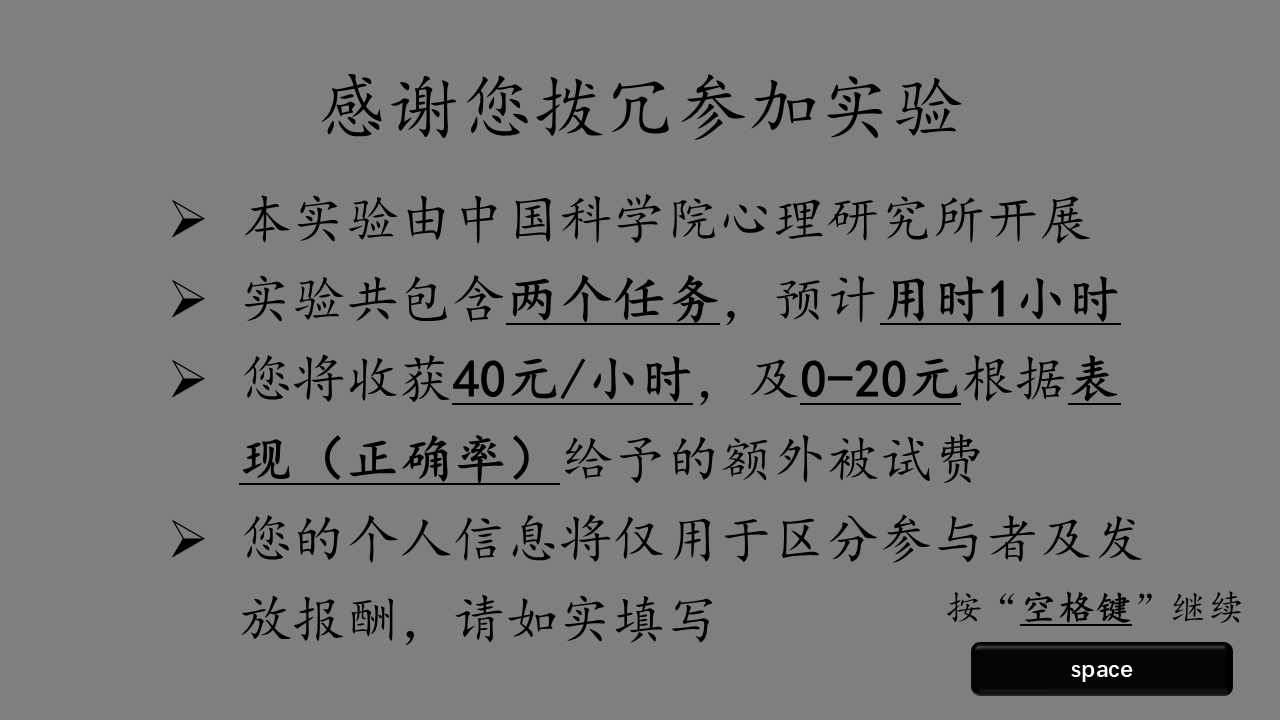 感谢您拨冗参加实验
➢ 本实验由中国科学院心理研究所开展
➢ 实验共包含两个任务，预计用时1小时
➢ 您将收获40元/小时，及0-20元根据表
现（正确率）给予的额外被试费
➢ 您的个人信息将仅用于区分参与者及发
放报酬，请如实填写
按“空格键”继续
space